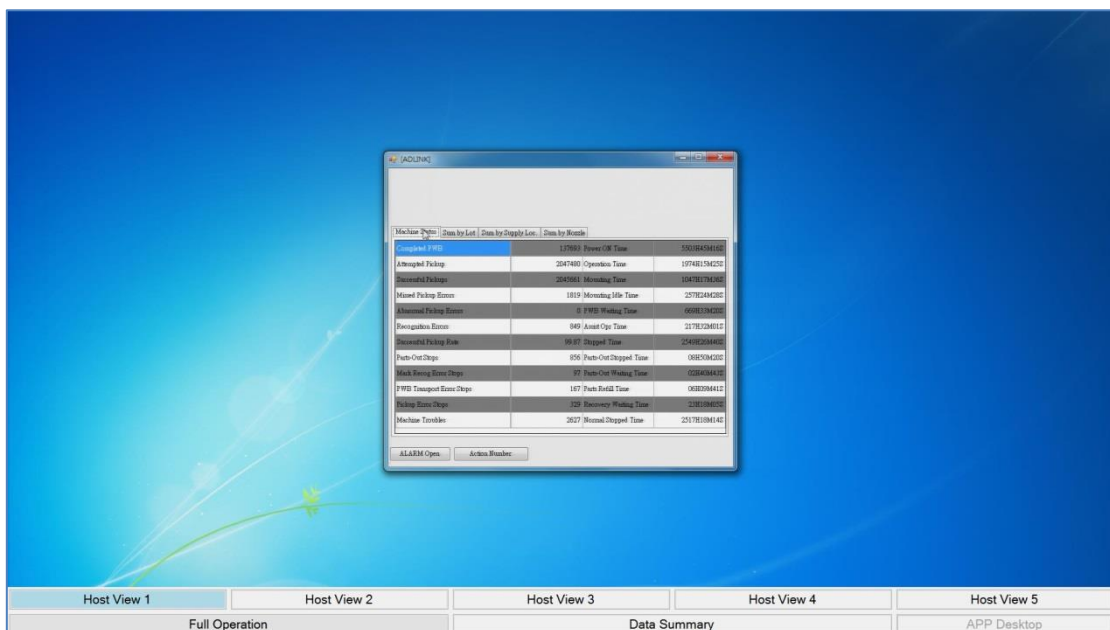 [ADLINK]
Machine Status Sum by Lot Sum by Supply Loc. Sum by Nozzle
Completed PWB 137693 Power ON Time
Attempted Pickup 2047480 Operation Time 1974H15M25S
Successful Pickups 2045661 Mounting Time 1047H17M36S
Missed Pickup Errors 1819 Mounting Idle Time 257H24M28S
Abnormal Pickup Errors 0 PWB Waiting Time
Recognition Errors 849 Assist Opr Time 217H32M01S
Successful Pickup Rate 99.87 Stopped Time 2549H26M40S
Parts-Out Stops 856 Parts-Out Stopped Time 08H50M20S
Mark Recog Error Stops 97 Parts-Out Waiting Time 02H40M43S
PWB Transport Error Stops 167 Parts Refill Time 06H09M41S
Pickup Error Stops 329 Recovery Waiting Time
Machine Troubles 2627 Normal Stopped Time 2517H18M14S
ALARM Open Action Number
Host View 1 Host View 2 Host View 3 Host View 4 Host View 5
Full Operation Data Summary APP Desktop